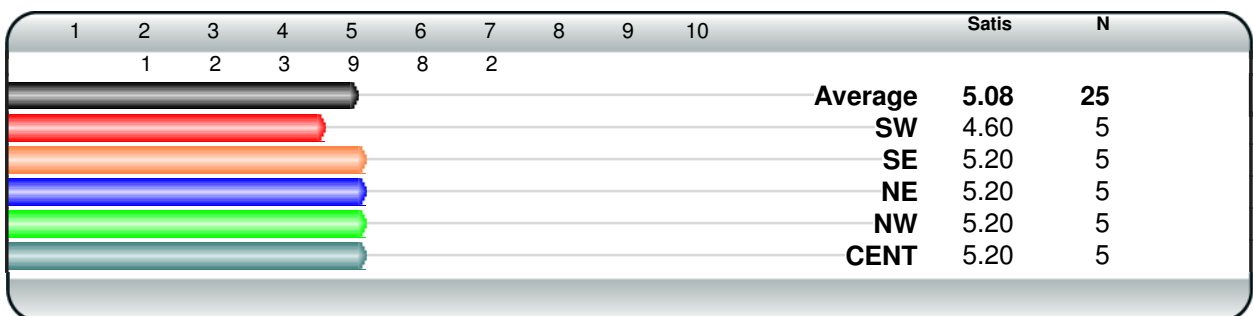 1 2 3 4 5 6 7 8 9 10 Satis N
1 2 3 9 8 2
Average 5.08 25
SW 4.60 5
SE 5.20 5
NE 5.20 5
NW 5.20 5
CENT 5.20 5